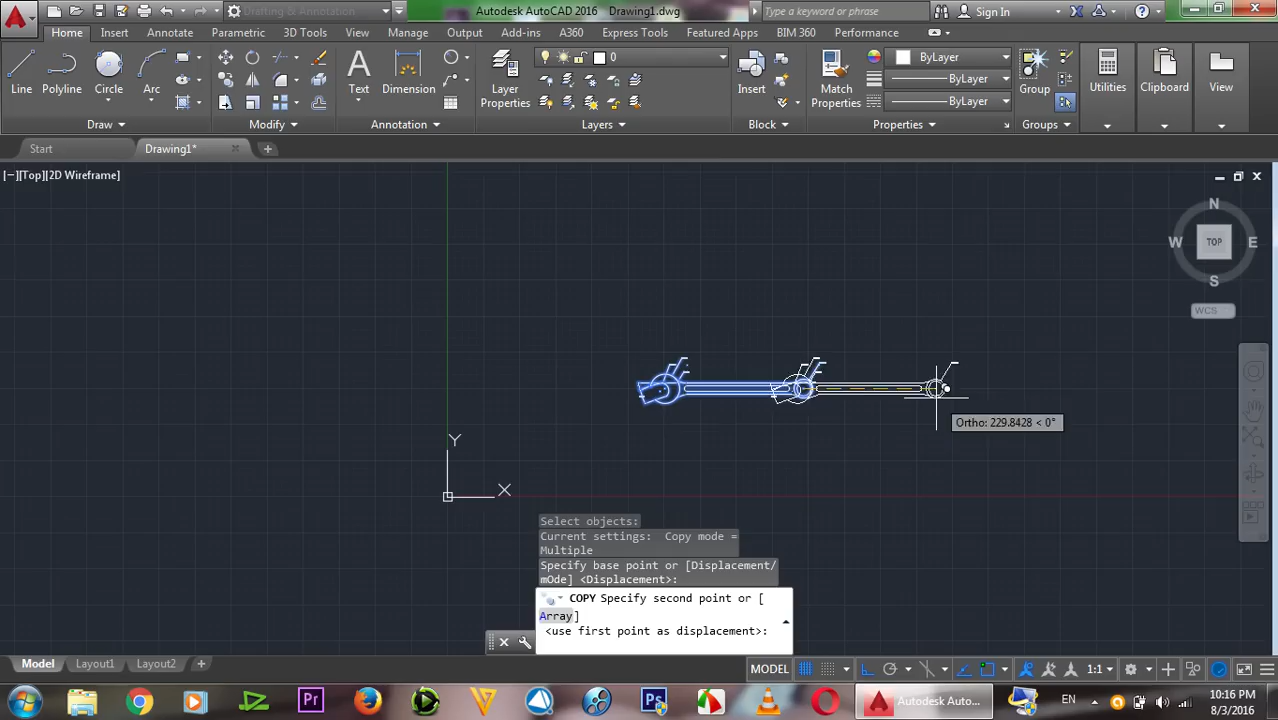 Drafting & Annotation
Autodesk AutoCAD 2016 Drawing1.dwg
Type a keyword or phrase
Sign In
Home Insert Annotate Parametric 3D Tools View Manage Output Add-ins A360 Express Tools Featured Apps BIM 360 Performance
Line Polyline Circle Arc
Text Dimension
Layer Properties
0
Insert
Match Properties
ByLayer
ByLayer
ByLayer
Group
Utilities
Clipboard
View
Draw Modify Annotation Layers Block Properties Groups
Start Drawing1*
[−][Top][2D Wireframe]
N
W TOP E
S
WCS
Ortho: 229.8428 < 0°
Y
X
Select objects:
Current settings:  Copy mode =
Multiple
Specify base point or [Displacement/
mOde] <Displacement>:
COPY Specify second point or [
Array]
<use first point as displacement>:
Model Layout1 Layout2
MODEL
1:1
Pr
Ps
Autodesk Auto...
EN
10:16 PM
8/3/2016